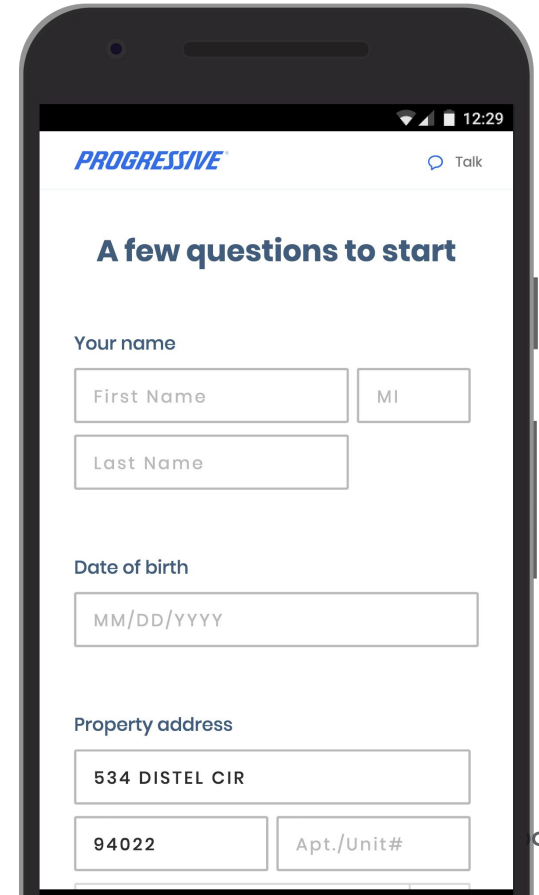 12:29
PROGRESSIVE®
Talk
A few questions to start
Your name
First Name MI
Last Name
Date of birth
MM/DD/YYYY
Property address
534 DISTEL CIR
94022 Apt./Unit#